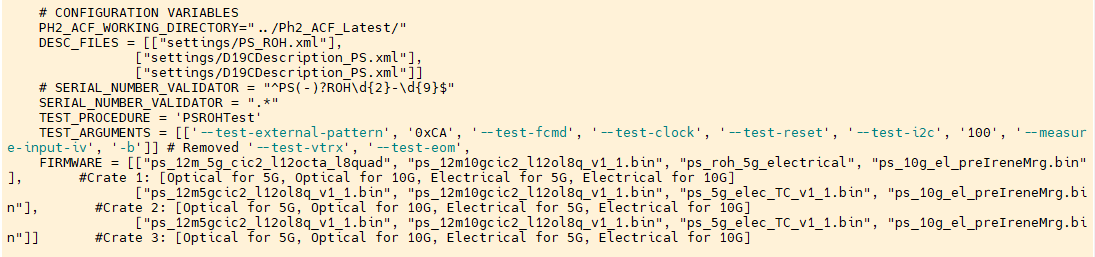 # CONFIGURATION VARIABLES
PH2_ACF_WORKING_DIRECTORY="../Ph2_ACF_Latest/"
DESC_FILES = [["settings/PS_ROH.xml"],
["settings/D19CDescription_PS.xml"],
["settings/D19CDescription_PS.xml"]]
# SERIAL_NUMBER_VALIDATOR = "^PS(-)?ROH\d{2}-\d{9}$"
SERIAL_NUMBER_VALIDATOR = ".*"
TEST_PROCEDURE = 'PSROHTest'
TEST_ARGUMENTS = [['--test-external-pattern', '0xCA', '--test-fcmd', '--test-clock', '--test-reset', '--test-i2c', '100', '--measur
e-input-iv', '-b']] # Removed '--test-vtrx', '--test-eom',
FIRMWARE = [["ps_12m_5g_cic2_l12octa_l8quad", "ps_12m10gcic2_l12ol8q_v1_1.bin", "ps_roh_5g_electrical", "ps_10g_el_preIreneMrg.bin"
],       #Crate 1: [Optical for 5G, Optical for 10G, Electrical for 5G, Electrical for 10G]
["ps_12m5gcic2_l12ol8q_v1_1.bin", "ps_12m10gcic2_l12ol8q_v1_1.bin", "ps_5g_elec_TC_v1_1.bin", "ps_10g_el_preIreneMrg.bi
n"],       #Crate 2: [Optical for 5G, Optical for 10G, Electrical for 5G, Electrical for 10G]
["ps_12m5gcic2_l12ol8q_v1_1.bin", "ps_12m10gcic2_l12ol8q_v1_1.bin", "ps_5g_elec_TC_v1_1.bin", "ps_10g_el_preIreneMrg.bi
n"]]       #Crate 3: [Optical for 5G, Optical for 10G, Electrical for 5G, Electrical for 10G]